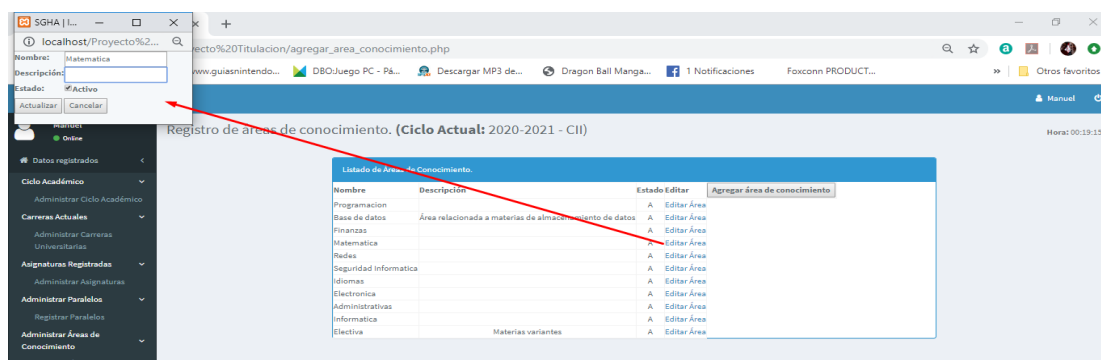 SGHA | I...
localhost/Proyecto%2...
Nombre: Matematica
Descripción:
Estado: Activo
Actualizar Cancelar
yecto%20Titulacion/agregar_area_conocimiento.php
www.guiasnintendo... DBO:Juego PC - Pá... Descargar MP3 de... Dragon Ball Manga... 1 Notificaciones Foxconn PRODUCT... » Otros favoritos
Manuel
Manuel
Online
Registro de áreas de conocimiento. (Ciclo Actual: 2020-2021 - CII)
Hora: 00:19:15
Datos registrados
Ciclo Académico
Administrar Ciclo Académico
Carreras Actuales
Administrar Carreras
Universitarias
Asignaturas Registradas
Administrar Asignaturas
Administrar Paralelos
Registrar Paralelos
Administrar Áreas de
Conocimiento
Listado de Áreas de Conocimiento.
Nombre Descripción Estado Editar Agregar área de conocimiento
Programacion A Editar Área
Base de datos Área relacionada a materias de almacenamiento de datos A Editar Área
Finanzas A Editar Área
Matematica A Editar Área
Redes A Editar Área
Seguridad Informatica A Editar Área
Idiomas A Editar Área
Electronica A Editar Área
Administrativas A Editar Área
Informatica A Editar Área
Electiva Materias variantes A Editar Área